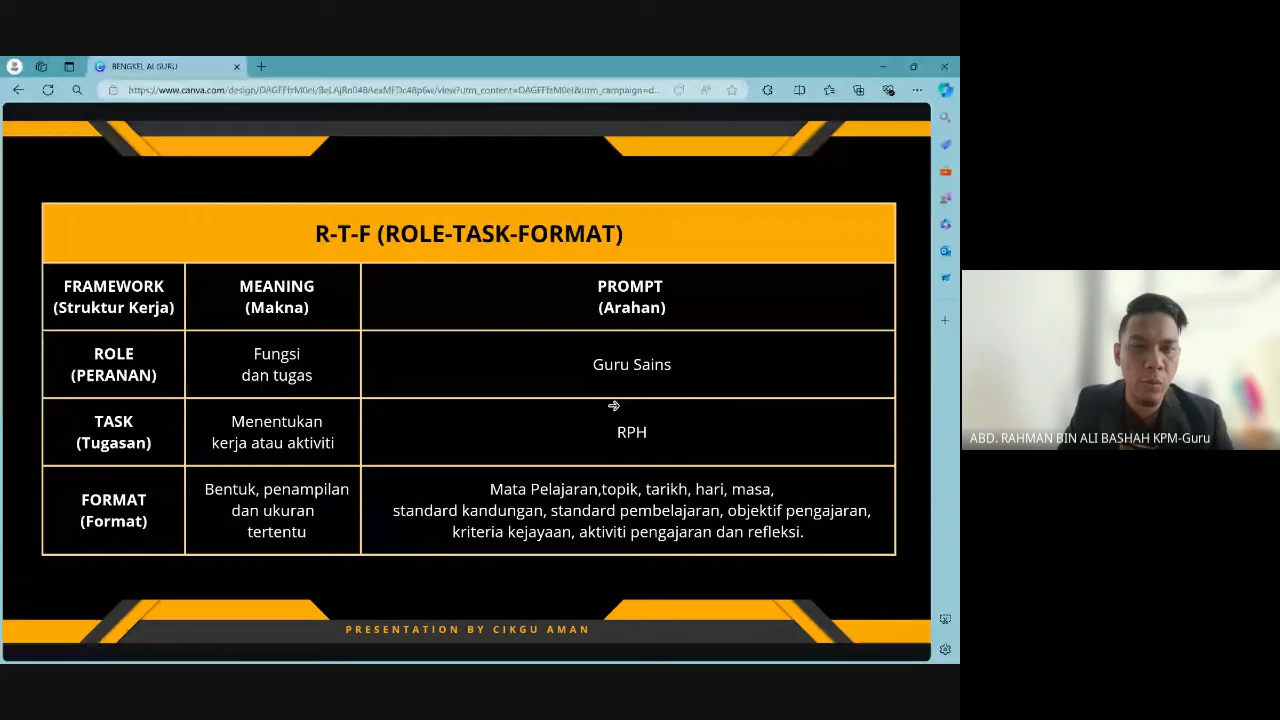 BENGKEL AI GURU
R-T-F (ROLE-TASK-FORMAT)
FRAMEWORK
(Struktur Kerja)
MEANING
(Makna)
PROMPT
(Arahan)
ROLE
(PERANAN)
Fungsi
dan tugas
Guru Sains
TASK
(Tugasan)
Menentukan
kerja atau aktiviti
RPH
FORMAT
(Format)
Bentuk, penampilan
dan ukuran
tertentu
Mata Pelajaran,topik, tarikh, hari, masa,
standard kandungan, standard pembelajaran, objektif pengajaran,
kriteria kejayaan, aktiviti pengajaran dan refleksi.
PRESENTATION BY CIKGU AMAN
ABD. RAHMAN BIN ALI BASHAH KPM-Guru